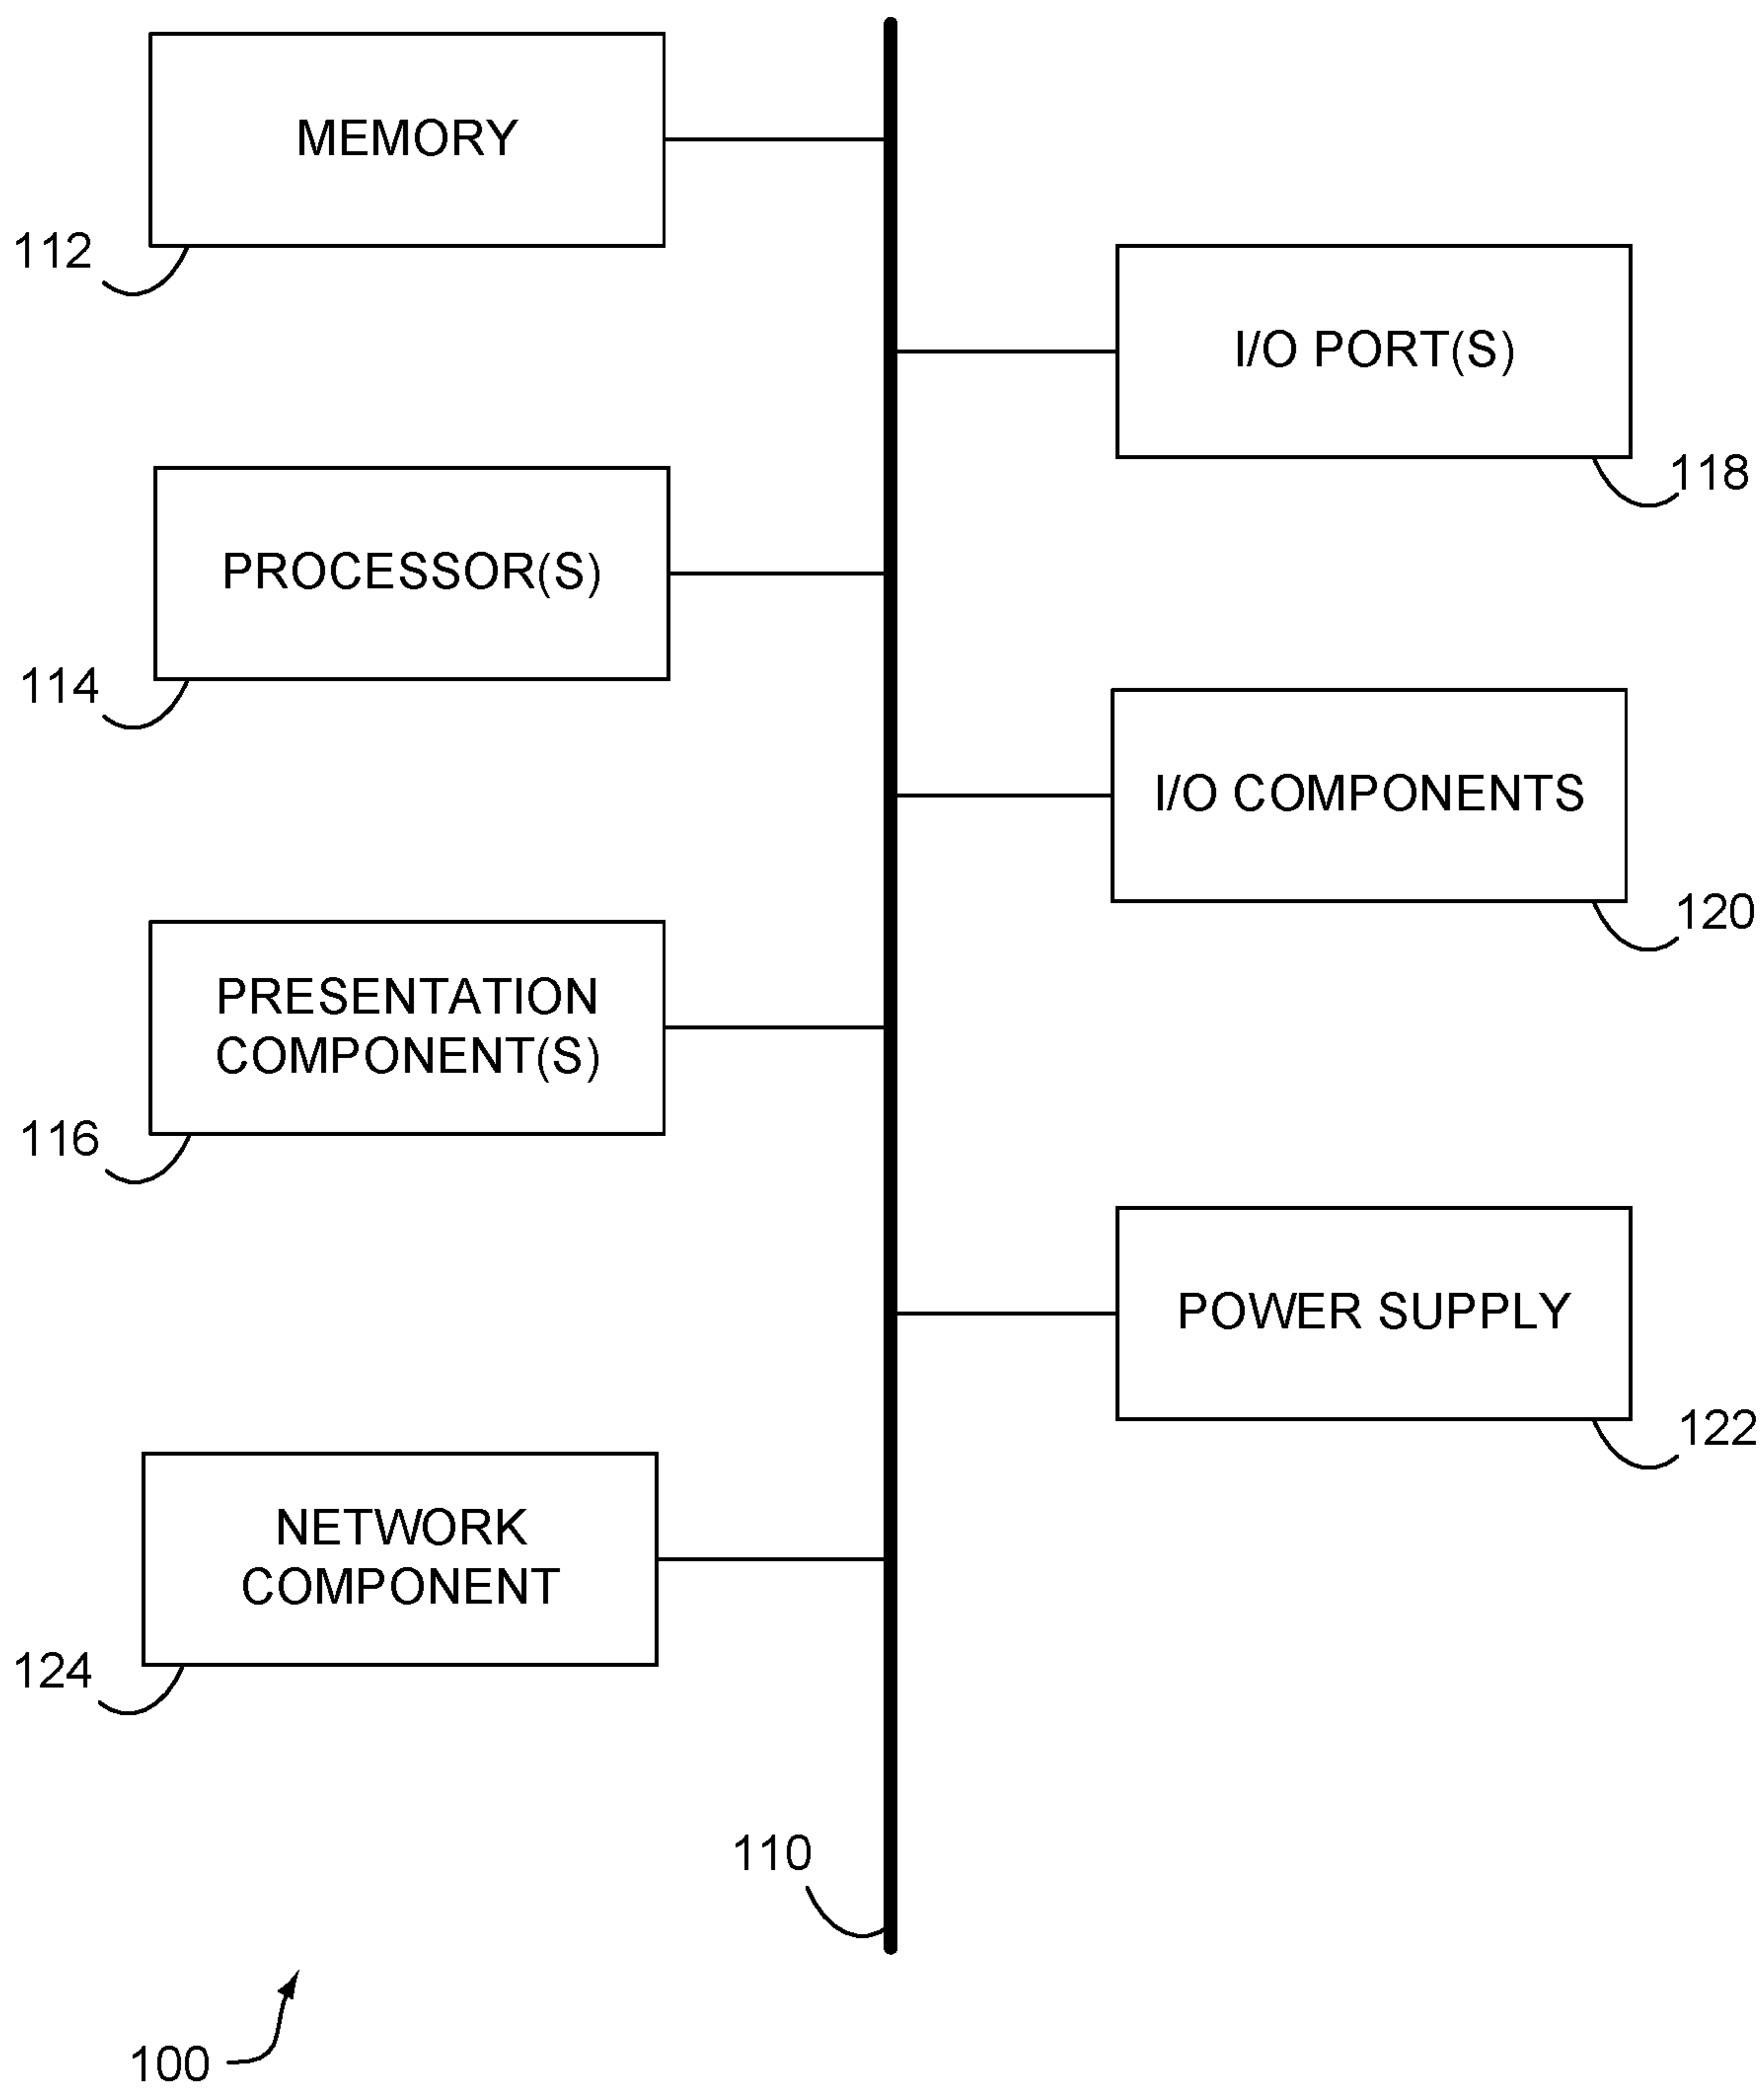 MEMORY
112
I/O PORT(S)
118
PROCESSOR(S)
114
I/O COMPONENTS
120
PRESENTATION
COMPONENT(S)
116
POWER SUPPLY
122
NETWORK
COMPONENT
124
110
100